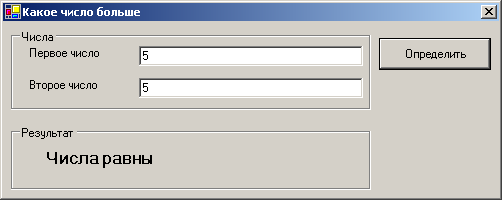 Какое число больше
Числа
Первое число 5
Второе число 5
Определить
Результат
Числа равны